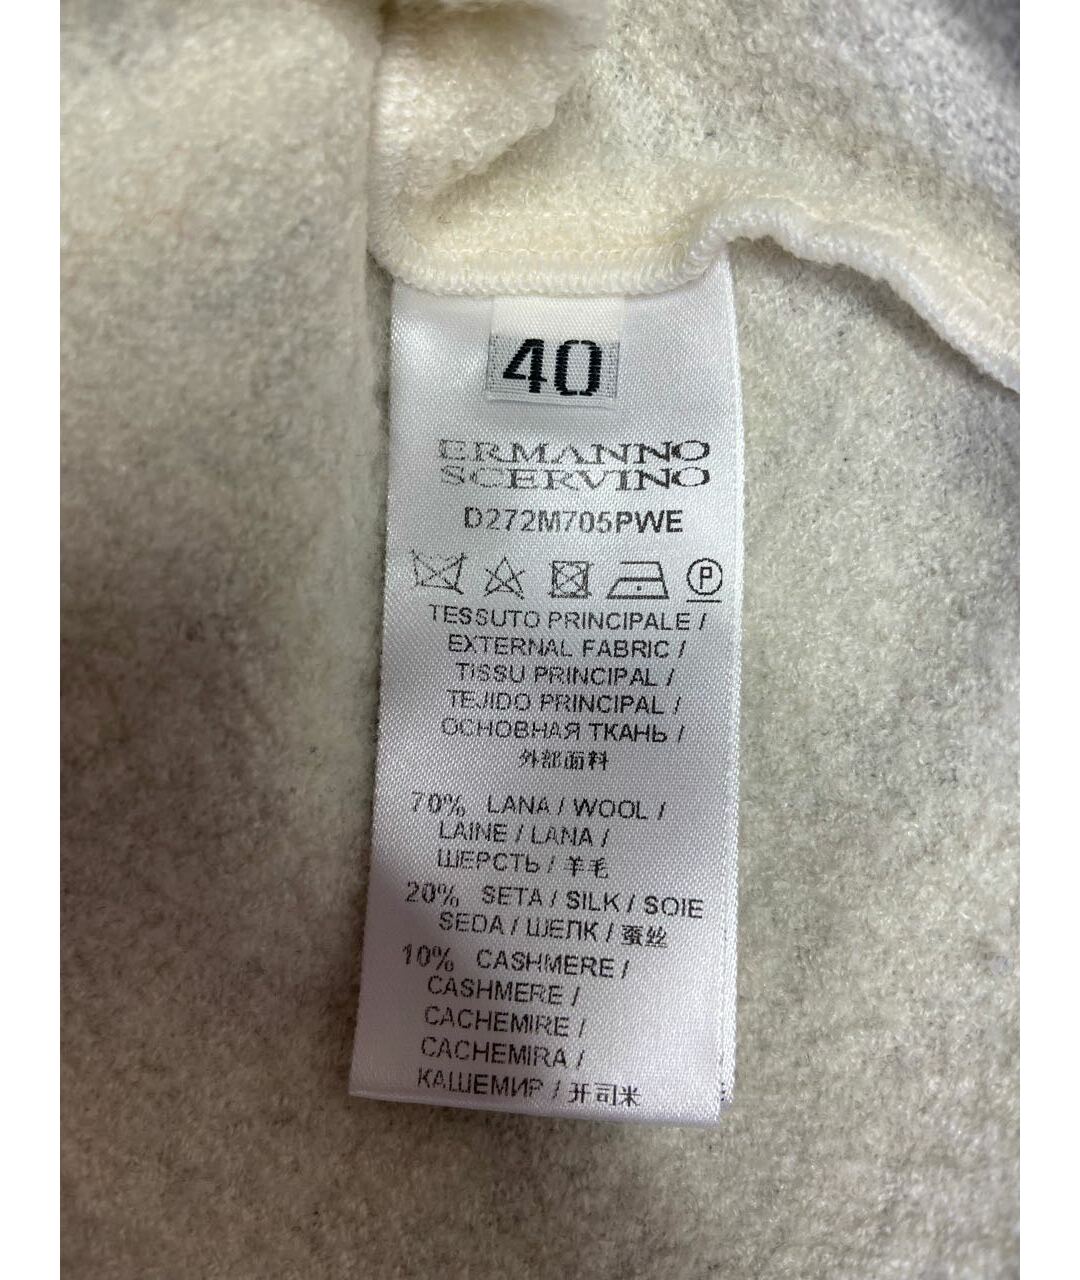 40
ERMANNO
SCERVINO
D272M705PWE
P
TESSUTO PRINCIPALE /
EXTERNAL FABRIC /
TISSU PRINCIPAL /
TEJIDO PRINCIPAL /
ОСНОВНАЯ ТКАНЬ /
外部面料
70% LANA / WOOL /
LAINE / LANA /
ШЕРСТЬ / 羊毛
20% SETA / SILK / SOIE
SEDA / ШЕЛК / 蚕丝
10% CASHMERE /
CASHMERE /
CACHEMIRE /
CACHEMIRA /
КАШЕМИР / 开司米